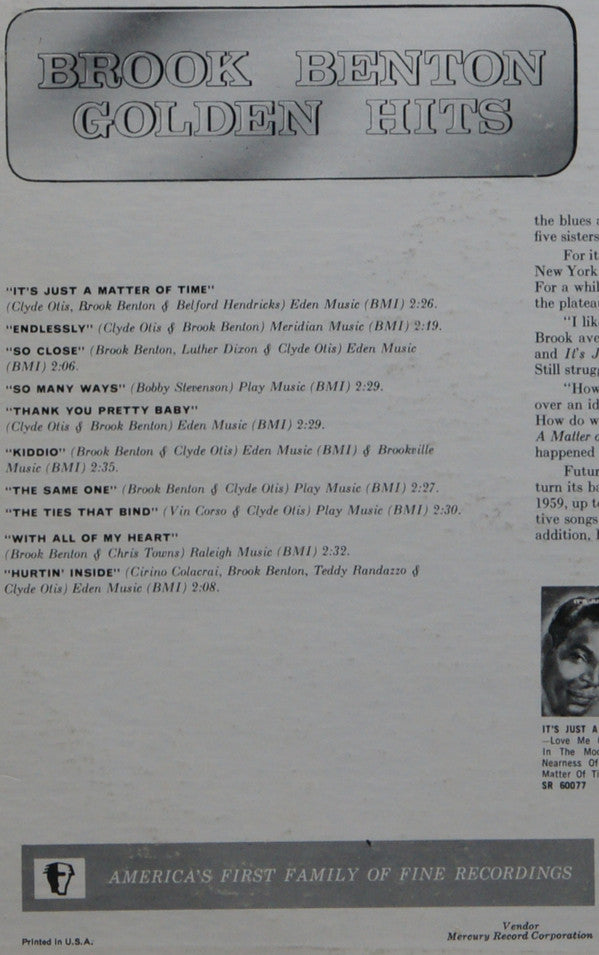 BROOK BENTON
GOLDEN HITS
"IT'S JUST A MATTER OF TIME"
(Clyde Otis, Brook Benton & Belford Hendricks) Eden Music (BMI) 2:26.
"ENDLESSLY" (Clyde Otis & Brook Benton) Meridian Music (BMI) 2:19.
"SO CLOSE" (Brook Benton, Luther Dixon & Clyde Otis) Eden Music
(BMI) 2:06.
"SO MANY WAYS" (Bobby Stevenson) Play Music (BMI) 2:29.
"THANK YOU PRETTY BABY"
(Clyde Otis & Brook Benton) Eden Music (BMI) 2:29.
"KIDDIO" (Brook Benton & Clyde Otis) Eden Music (BMI) & Brookville
Music (BMI) 2:35.
"THE SAME ONE" (Brook Benton & Clyde Otis) Play Music (BMI) 2:27.
"THE TIES THAT BIND" (Vin Corso & Clyde Otis) Play Music (BMI) 2:30.
"WITH ALL OF MY HEART"
(Brook Benton & Chris Towns) Raleigh Music (BMI) 2:32.
"HURTIN' INSIDE" (Cirino Colacrai, Brook Benton, Teddy Randazzo &
Clyde Otis) Eden Music (BMI) 2:08.
the blues
five sisters
For it
New York
For a whil
the plateau
"I lik
Brook ave
and It's J
Still strugg
"How
over an id
How do w
A Matter o
happened
Futur
turn its ba
1959, up to
tive songs
addition,
IT'S JUST A
—Love Me
In The Moo
Nearness Of
Matter Of Ti
SR 60077
AMERICA'S FIRST FAMILY OF FINE RECORDINGS
Vendor
Mercury Record Corporation
Printed in U.S.A.